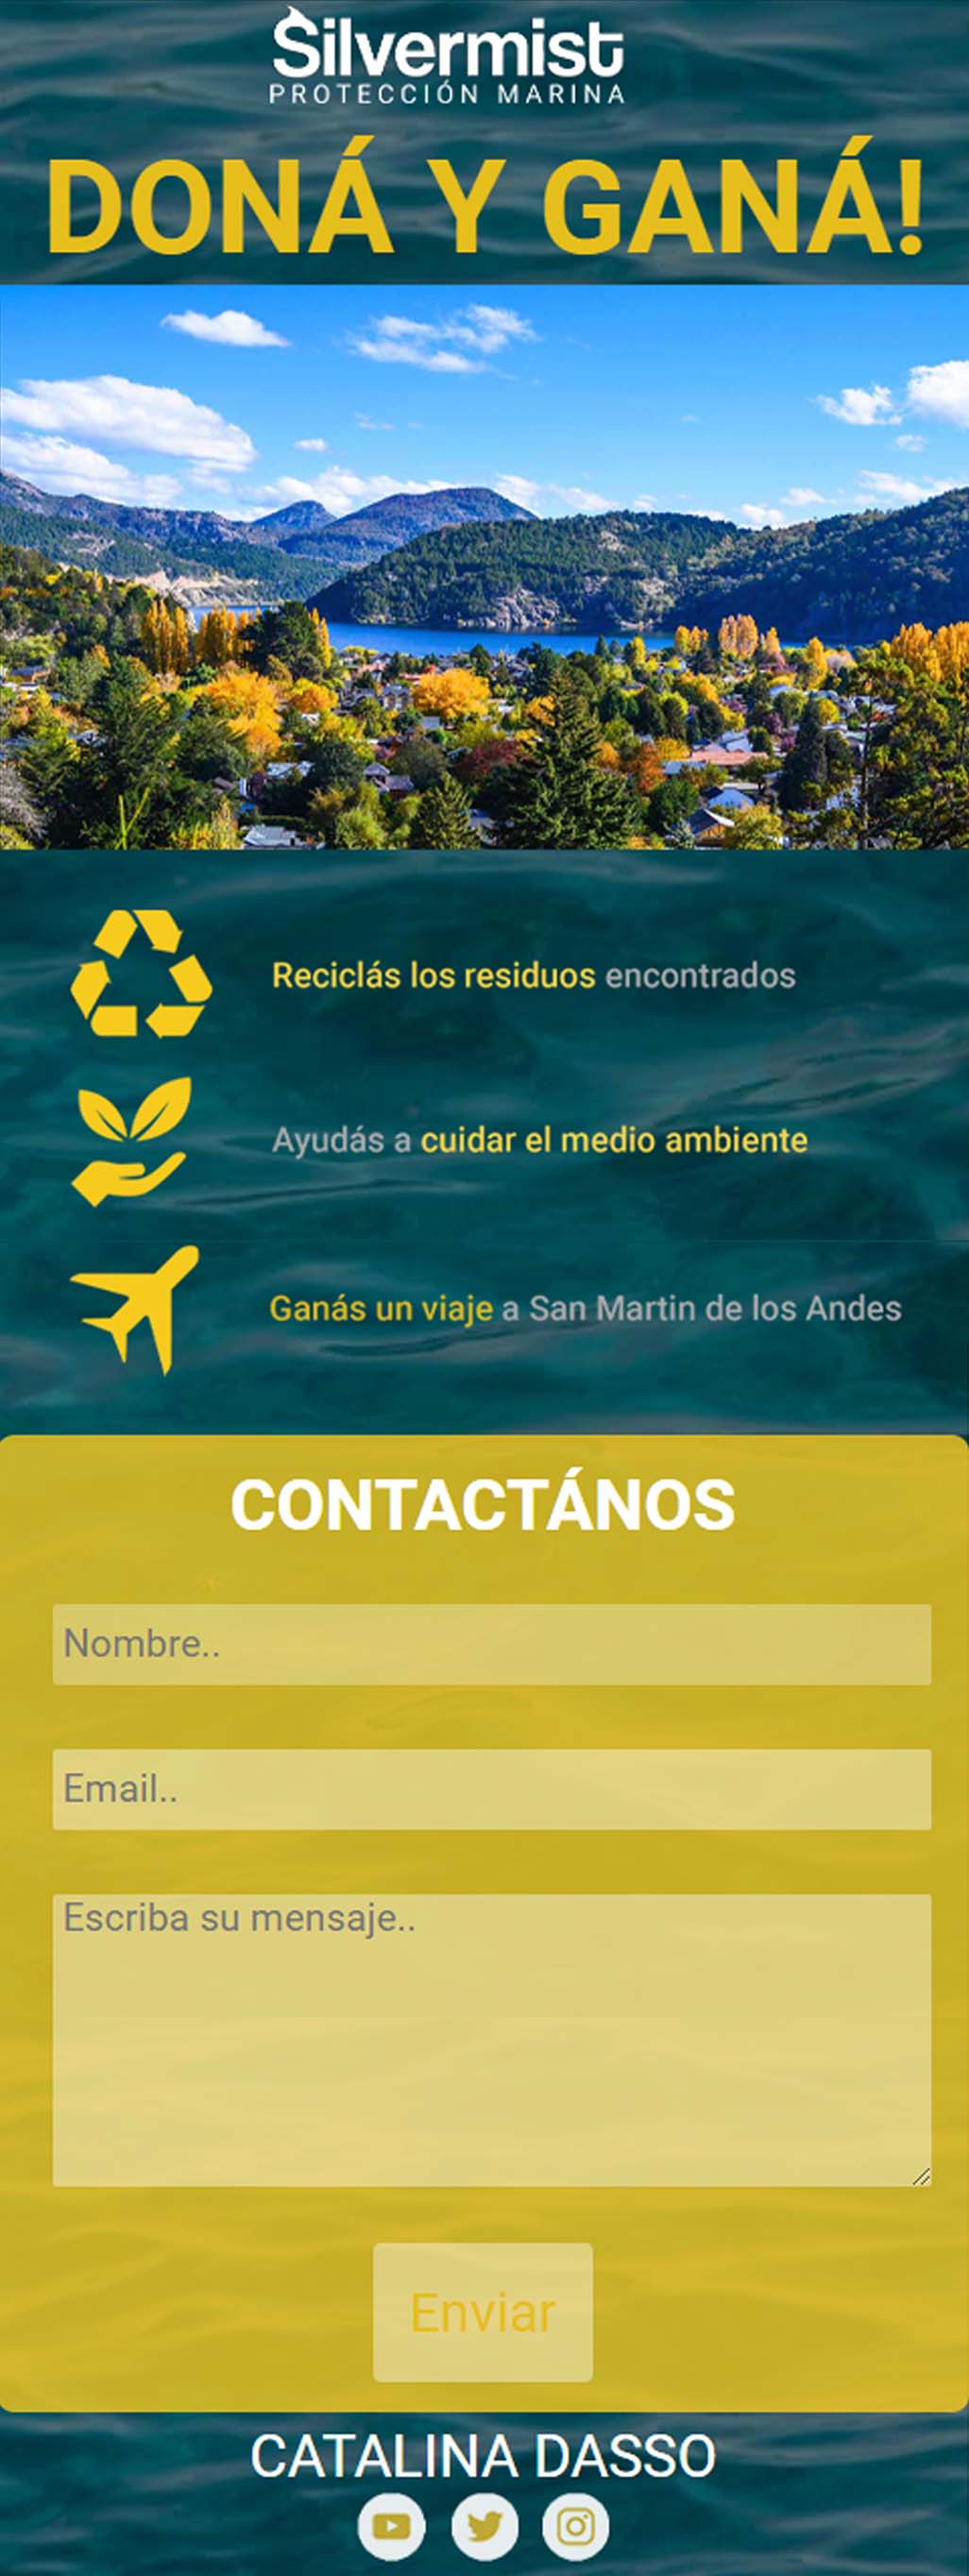 Silvermist
PROTECCIÓN MARINA
DONÁ Y GANÁ!
Reciclás los residuos encontrados
Ayudás a cuidar el medio ambiente
Ganás un viaje a San Martin de los Andes
CONTACTÁNOS
Nombre..
Email..
Escriba su mensaje..
Enviar
CATALINA DASSO